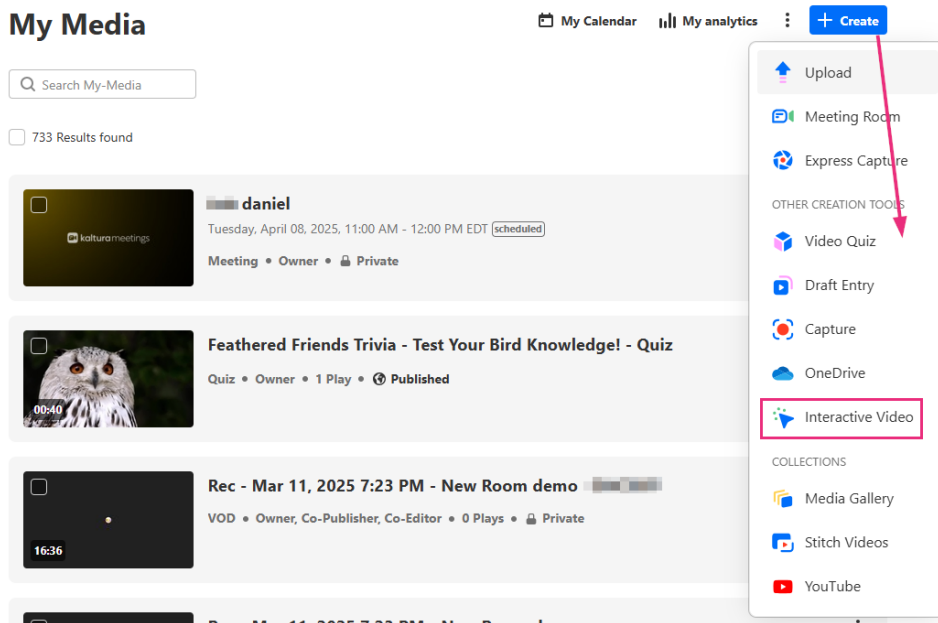 My Media
My Calendar
My analytics
Create
Search My-Media
733 Results found
kaltura meetings
daniel
Tuesday, April 08, 2025, 11:00 AM - 12:00 PM EDT scheduled
Meeting • Owner • Private
00:40
Feathered Friends Trivia - Test Your Bird Knowledge! - Quiz
Quiz • Owner • 1 Play • Published
16:36
Rec - Mar 11, 2025 7:23 PM - New Room demo
VOD • Owner, Co-Publisher, Co-Editor • 0 Plays • Private
Upload
Meeting Room
Express Capture
OTHER CREATION TOOLS
Video Quiz
Draft Entry
Capture
OneDrive
Interactive Video
COLLECTIONS
Media Gallery
Stitch Videos
YouTube